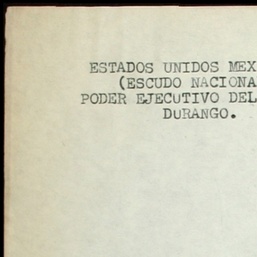 ESTADOS UNIDOS MEX
(ESCUDO NACIONA
PODER EJECUTIVO DEL
DURANGO.